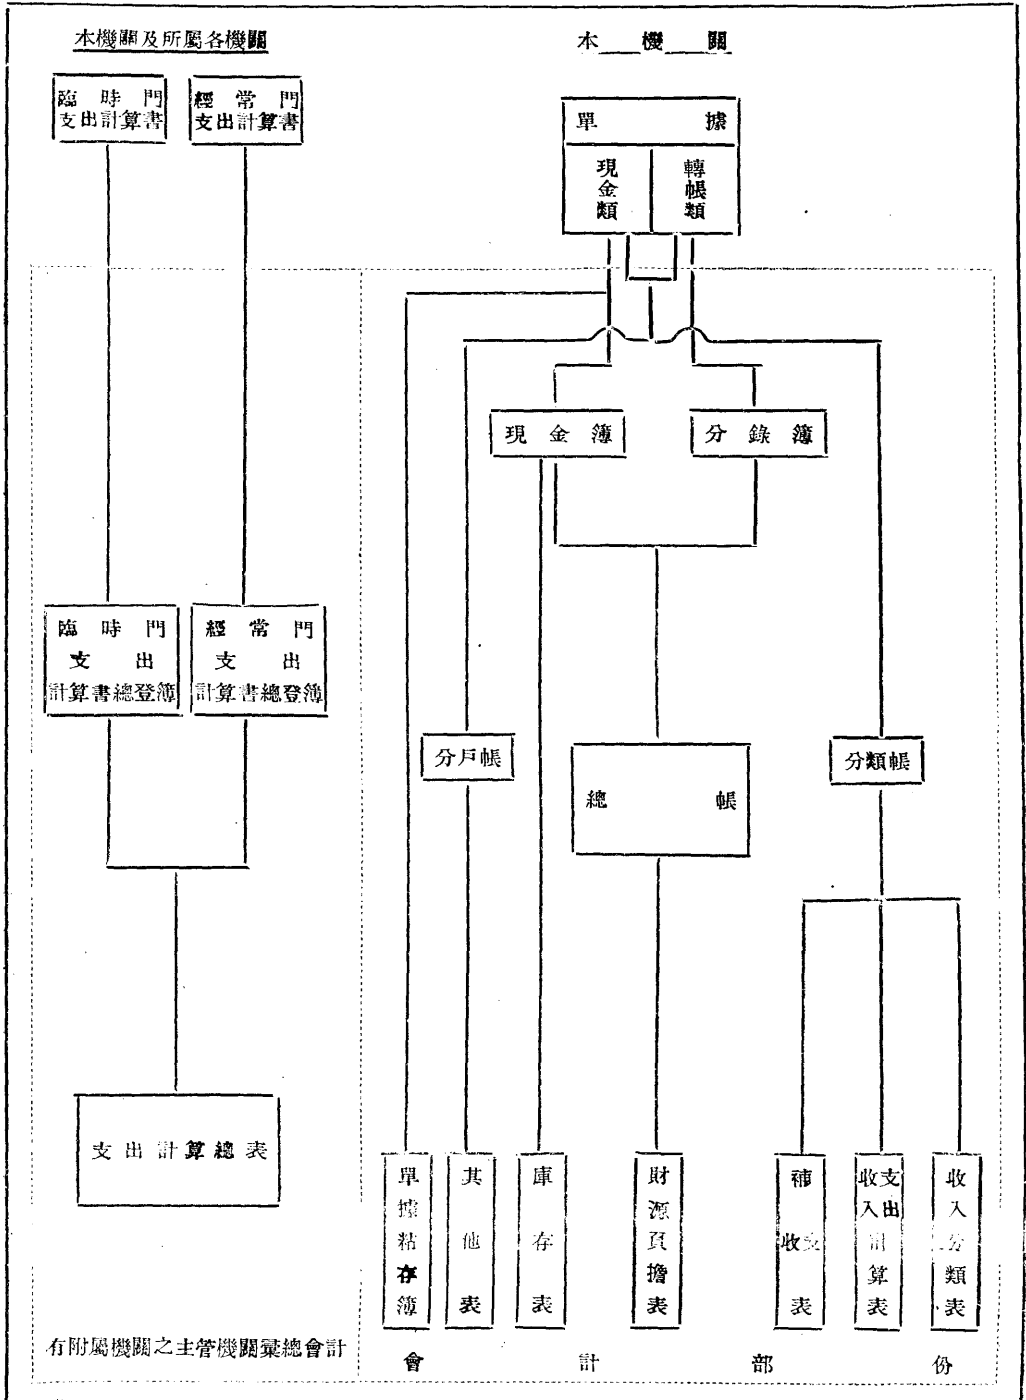 本機關及所屬各機關
本機關
臨時門
支出計算書
經常門
支出計算書
單據
現金類
轉帳類
現金簿
分錄簿
臨時門
支出
計算書總登簿
經常門
支出
計算書總登簿
分戶帳
總帳
分類帳
支出計算總表
單據粘存簿
其他表
庫存表
財源負擔表
補收支表
收入支出計算表
收入分類表
有附屬機關之主管機關彙總會計
會計部份